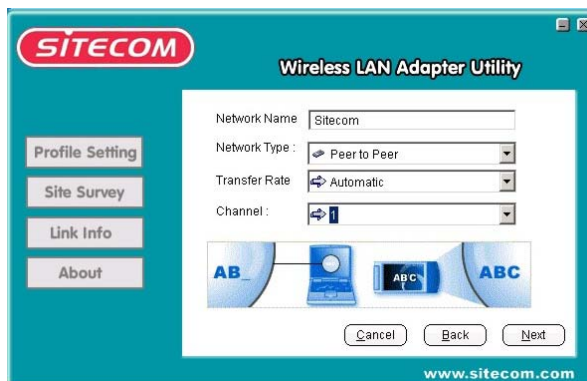 SiTECOM
Wireless LAN Adapter Utility
Profile Setting
Site Survey
Link Info
About
Network Name Sitecom
Network Type : Peer to Peer
Transfer Rate Automatic
Channel : 1
AB_
ABC
ABC
Cancel Back Next
www.sitecom.com